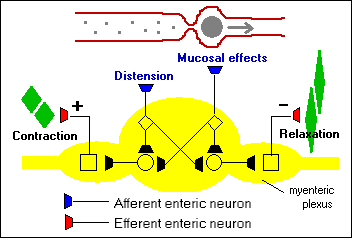 Mucosal effects
Distension
+
−
Contraction
Relaxation
myenteric
plexus
Afferent enteric neuron
Efferent enteric neuron